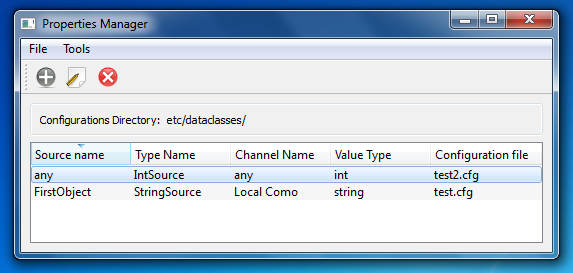 Properties Manager
File Tools
Configurations Directory: etc/dataclasses/
Source name Type Name Channel Name Value Type Configuration file
any IntSource any int test2.cfg
FirstObject StringSource Local Como string test.cfg